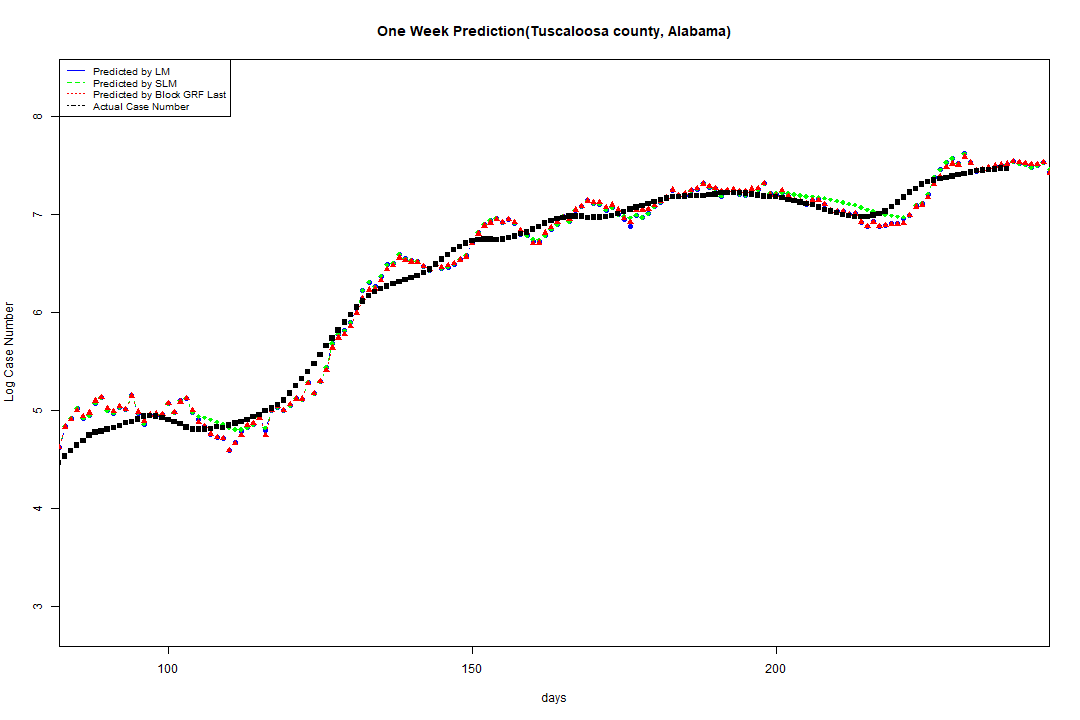 One Week Prediction(Tuscaloosa county, Alabama)
Predicted by LM
Predicted by SLM
Predicted by Block GRF Last
Actual Case Number
8
7
6
5
4
3
Log Case Number
100 150 200
days